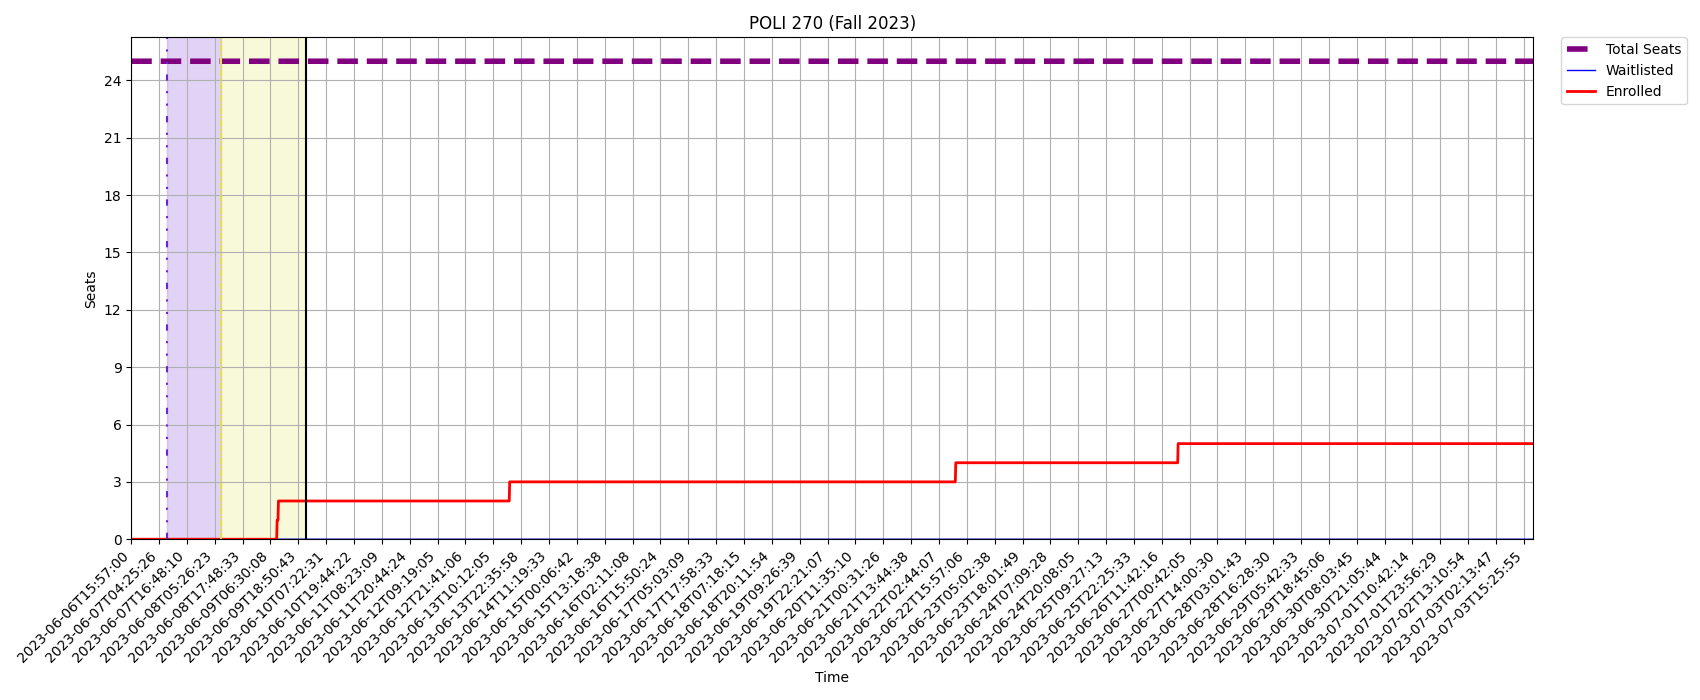 POLI 270 (Fall 2023)
Total Seats
Waitlisted
Enrolled
Seats
24
21
18
15
12
9
6
3
0
2023-06-06T15:57:00
2023-06-07T04:25:26
2023-06-07T16:48:10
2023-06-08T05:26:23
2023-06-08T17:48:33
2023-06-09T06:30:08
2023-06-09T18:50:43
2023-06-10T07:22:31
2023-06-10T19:44:22
2023-06-11T08:23:09
2023-06-11T20:44:24
2023-06-12T09:19:05
2023-06-12T21:41:06
2023-06-13T10:12:05
2023-06-13T22:35:58
2023-06-14T11:19:33
2023-06-15T00:06:42
2023-06-15T13:18:38
2023-06-16T02:11:08
2023-06-16T15:50:24
2023-06-17T05:03:09
2023-06-17T17:58:33
2023-06-18T07:18:15
2023-06-18T20:11:54
2023-06-19T09:26:39
2023-06-19T22:21:07
2023-06-20T11:35:10
2023-06-21T00:31:26
2023-06-21T13:44:38
2023-06-22T02:44:07
2023-06-22T15:57:06
2023-06-23T05:02:38
2023-06-23T18:01:49
2023-06-24T07:09:28
2023-06-24T20:08:05
2023-06-25T09:27:13
2023-06-25T22:25:33
2023-06-26T11:42:16
2023-06-27T00:42:05
2023-06-27T14:00:30
2023-06-28T03:01:43
2023-06-28T16:28:30
2023-06-29T05:42:33
2023-06-29T18:45:06
2023-06-30T08:03:45
2023-06-30T21:05:44
2023-07-01T10:42:14
2023-07-01T23:56:29
2023-07-02T13:10:54
2023-07-03T02:13:47
2023-07-03T15:25:55
Time